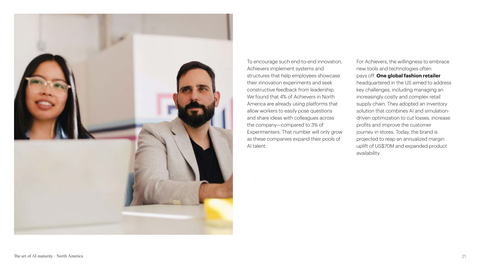 To encourage such end-to-end innovation,
Achievers implement systems and
structures that help employees showcase
their innovation experiments and seek
constructive feedback from leadership.
We found that 4% of Achievers in North
America are already using platforms that
allow workers to easily pose questions
and share ideas with colleagues across
the company—compared to 3% of
Experimenters. That number will only grow
as these companies expand their pools of
AI talent.
For Achievers, the willingness to embrace
new tools and technologies often
pays off. One global fashion retailer
headquartered in the US aimed to address
key challenges, including managing an
increasingly costly and complex retail
supply chain. They adopted an inventory
solution that combines AI and simulation-
driven optimization to cut losses, increase
profits and improve the customer
journey in stores. Today, the brand is
projected to reap an annualized margin
uplift of US$70M and expanded product
availability.
The art of AI maturity - North America
21